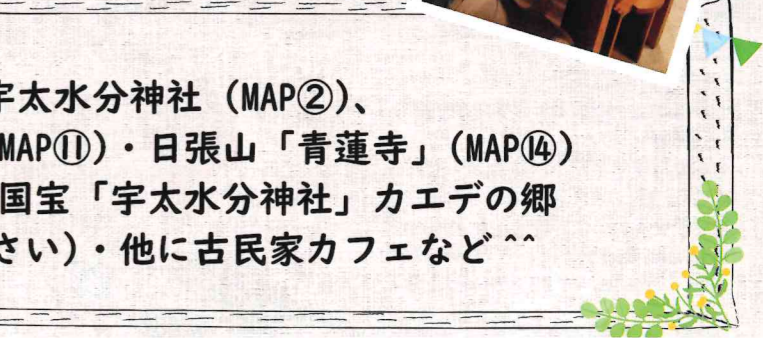 宇太水分神社（MAP②）、
MAP⑪）・日張山「青蓮寺」（MAP⑭）
国宝「宇太水分神社」カエデの郷
さい）・他に古民家カフェなど ^^